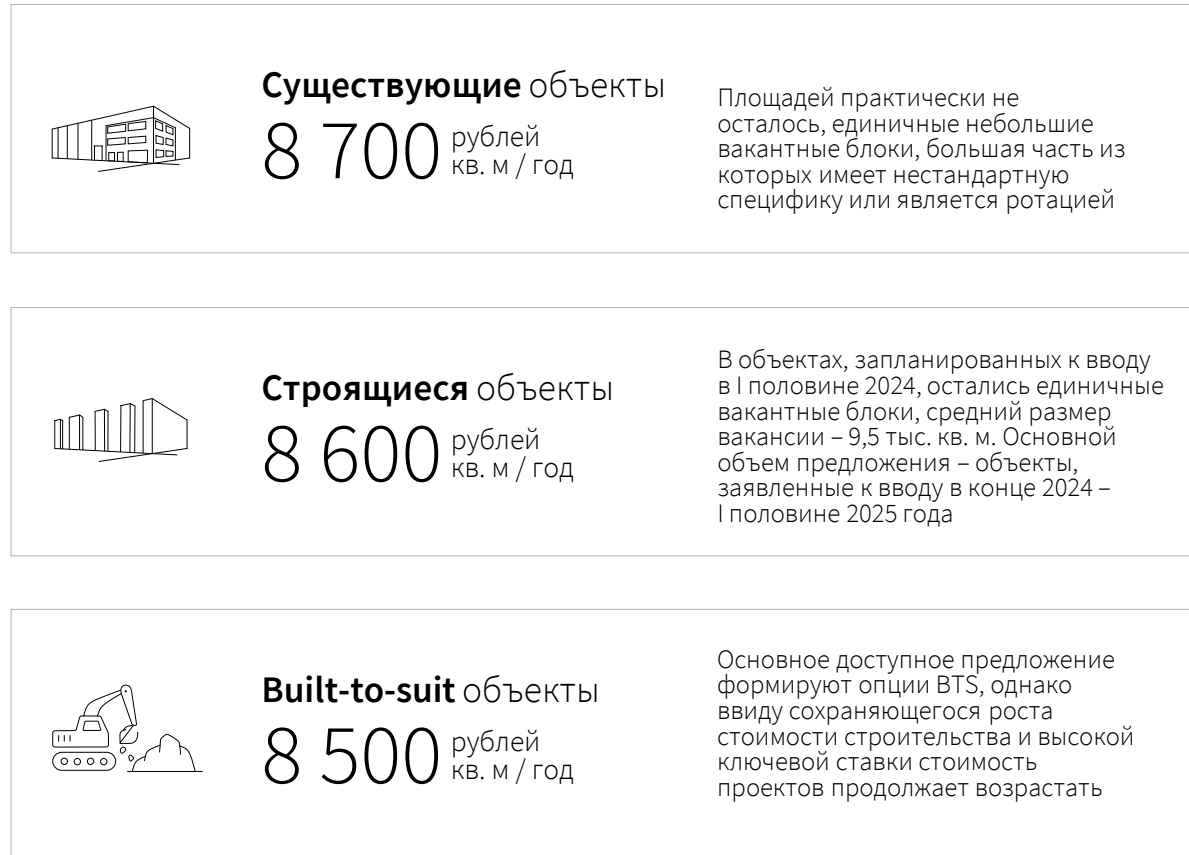 Существующие объекты
8 700 рублей
кв. м / год
Площадей практически не
осталось, единичные небольшие
вакантные блоки, большая часть из
которых имеет нестандартную
специфику или является ротацией
Строящиеся объекты
8 600 рублей
кв. м / год
В объектах, запланированных к вводу
в I половине 2024, остались единичные
вакантные блоки, средний размер
вакансии – 9,5 тыс. кв. м. Основной
объем предложения – объекты,
заявленные к вводу в конце 2024 –
I половине 2025 года
Built-to-suit объекты
8 500 рублей
кв. м / год
Основное доступное предложение
формируют опции BTS, однако
ввиду сохраняющегося роста
стоимости строительства и высокой
ключевой ставки стоимость
проектов продолжает возрастать